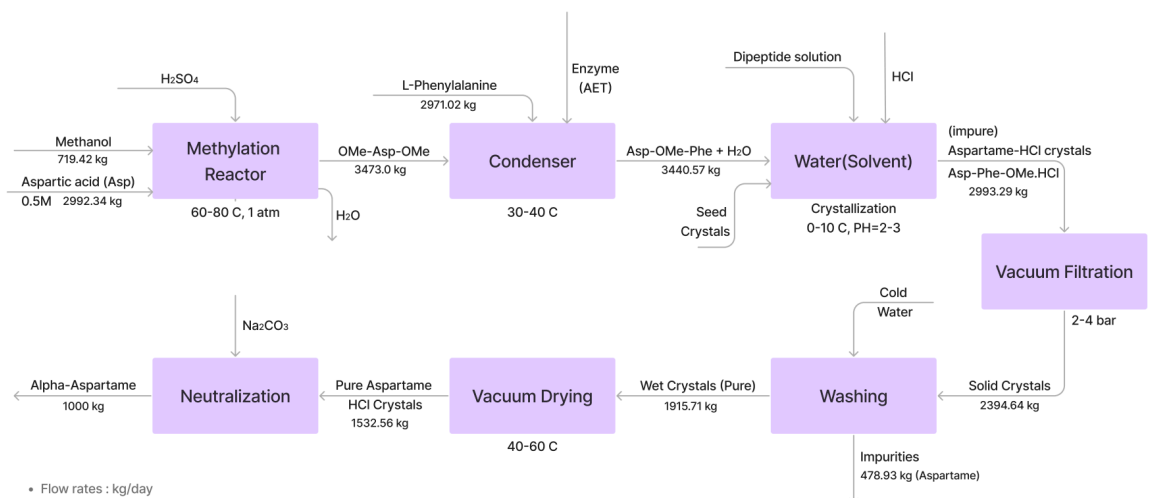 H₂SO₄
Methanol
719.42 kg
Aspartic acid (Asp)
0.5M 2992.34 kg
Methylation
Reactor
60-80 C, 1 atm
H₂O
OMe-Asp-OMe
3473.0 kg
L-Phenylalanine
2971.02 kg
Enzyme
(AET)
Condenser
30-40 C
Asp-OMe-Phe + H₂O
3440.57 kg
Seed
Crystals
Dipeptide solution
HCl
Water(Solvent)
Crystallization
0-10 C, PH=2-3
(impure)
Aspartame-HCl crystals
Asp-Phe-OMe.HCl
2993.29 kg
Vacuum Filtration
2-4 bar
Solid Crystals
2394.64 kg
Cold
Water
Washing
Impurities
478.93 kg (Aspartame)
Wet Crystals (Pure)
1915.71 kg
Vacuum Drying
40-60 C
Pure Aspartame
HCl Crystals
1532.56 kg
Na₂CO₃
Neutralization
Alpha-Aspartame
1000 kg
• Flow rates : kg/day